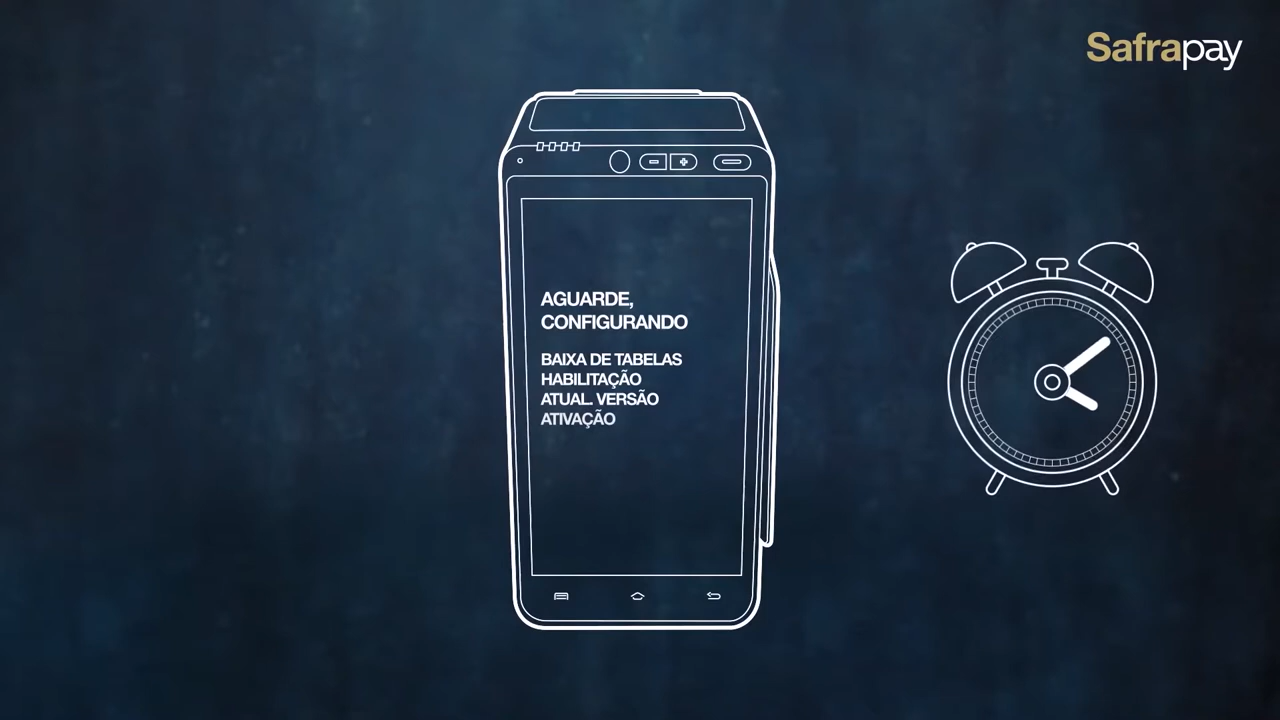 Safrapay
AGUARDE,
CONFIGURANDO
BAIXA DE TABELAS
HABILITAÇÃO
ATUAL. VERSÃO
ATIVAÇÃO